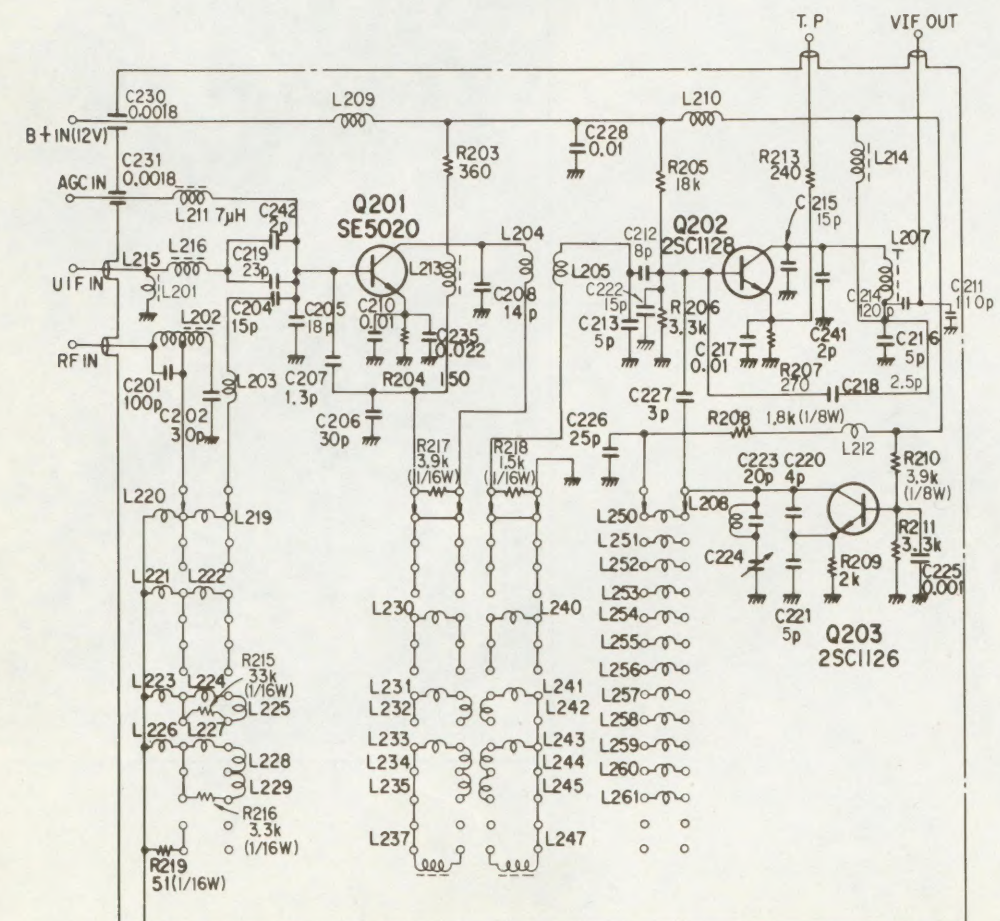 T. P
VIF OUT
C230
0.0018
L209
L210
B+IN(12V)
C231
0.0018
R203
360
C228
0.01
R205
18k
R213
240
L214
AGC IN
L211 7μH
C242
2p
Q201
SE5020
Q202
2SC1128
C215
15p
L204
C212
8p
L207
L215
L216
C219
23p
L213
L205
C222
15p
C211
110p
UIF IN
L201
C204
15p
C205
18p
C210
0.01
C208
14p
R206
3.3k
C214
120p
L202
C235
0.022
C213
5p
C217
0.01
C241
2p
C216
5p
RF IN
C201
100p
L203
C207
1.3p
R204
150
R207
270
C218
2.5p
C202
30p
C206
30p
C227
3p
C226
25p
R208
1.8k (1/8W)
L212
R217
3.9k
(1/16W)
R218
1.5k
(1/16W)
C223
20p
C220
4p
R210
3.9k
(1/8W)
L220
L219
L250
L208
R211
3.3k
L251
L252
C224
R209
2k
C225
0.001
L221
L222
L253
L230
L240
L254
C221
5p
Q203
2SC1126
L255
R215
33k
(1/16W)
L256
L223
L224
L225
L231
L241
L257
L232
L242
L258
L226
L227
L233
L243
L259
L228
L234
L244
L260
L229
L235
L245
L261
R216
3.3k
(1/16W)
L237
L247
R219
51(1/16W)